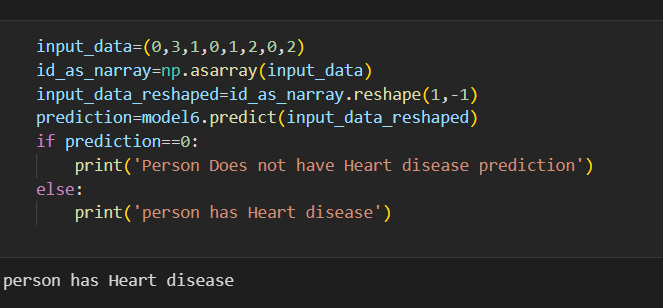 input_data=(0,3,1,0,1,2,0,2)
id_as_narray=np.asarray(input_data)
input_data_reshaped=id_as_narray.reshape(1,-1)
prediction=model6.predict(input_data_reshaped)
if prediction==0:
    print('Person Does not have Heart disease prediction')
else:
    print('person has Heart disease')
person has Heart disease